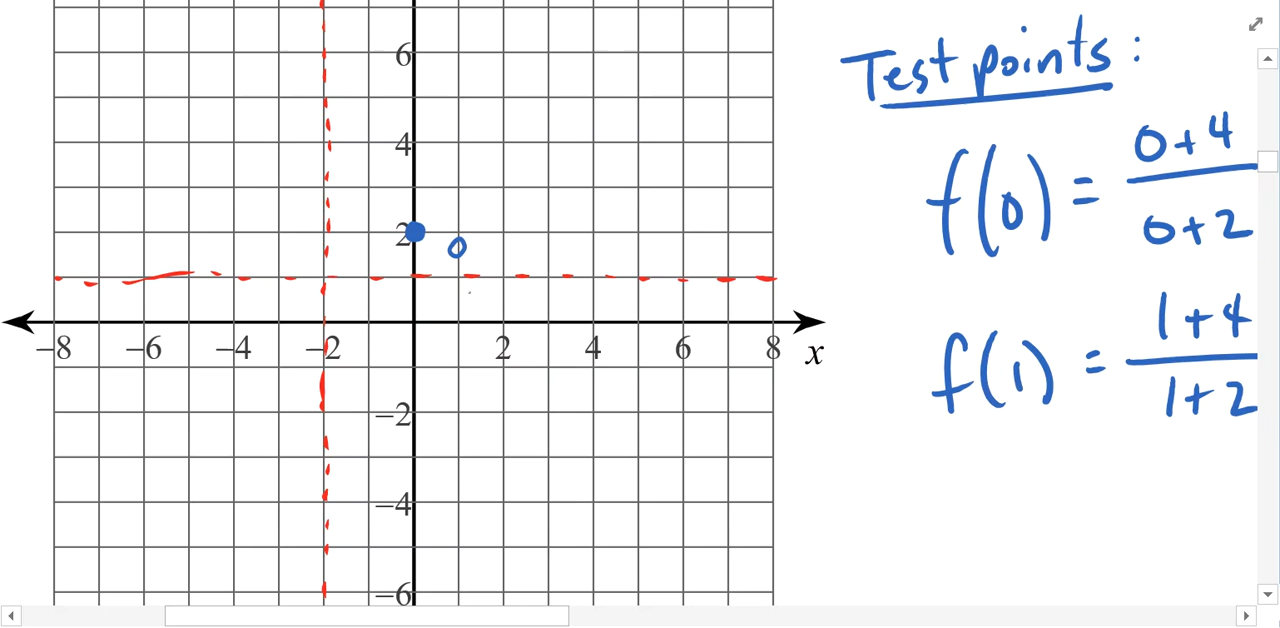 Test points:
f(0) = 0+4 / 0+2
f(1) = 1+4 / 1+2
6
4
2
−8 −6 −4 −2 2 4 6 8 x
−2
−4
−6